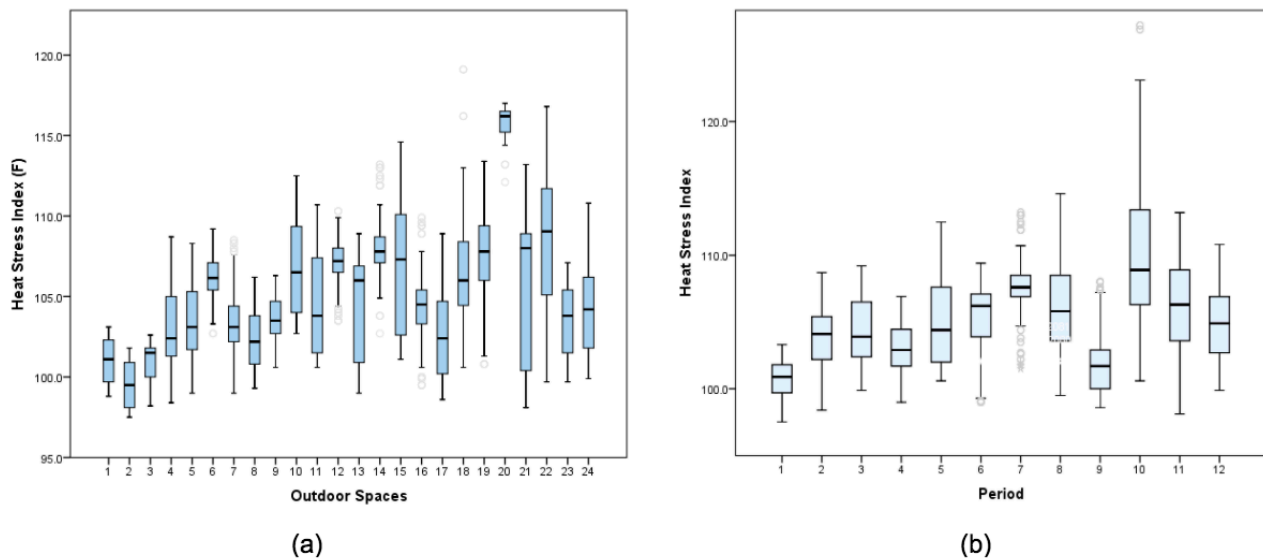 120.0
115.0
110.0
105.0
100.0
95.0
Heat Stress Index (F)
1 2 3 4 5 6 7 8 9 10 11 12 13 14 15 16 17 18 19 20 21 22 23 24
Outdoor Spaces
(a)
120.0
110.0
100.0
Heat Stress Index
1 2 3 4 5 6 7 8 9 10 11 12
Period
(b)